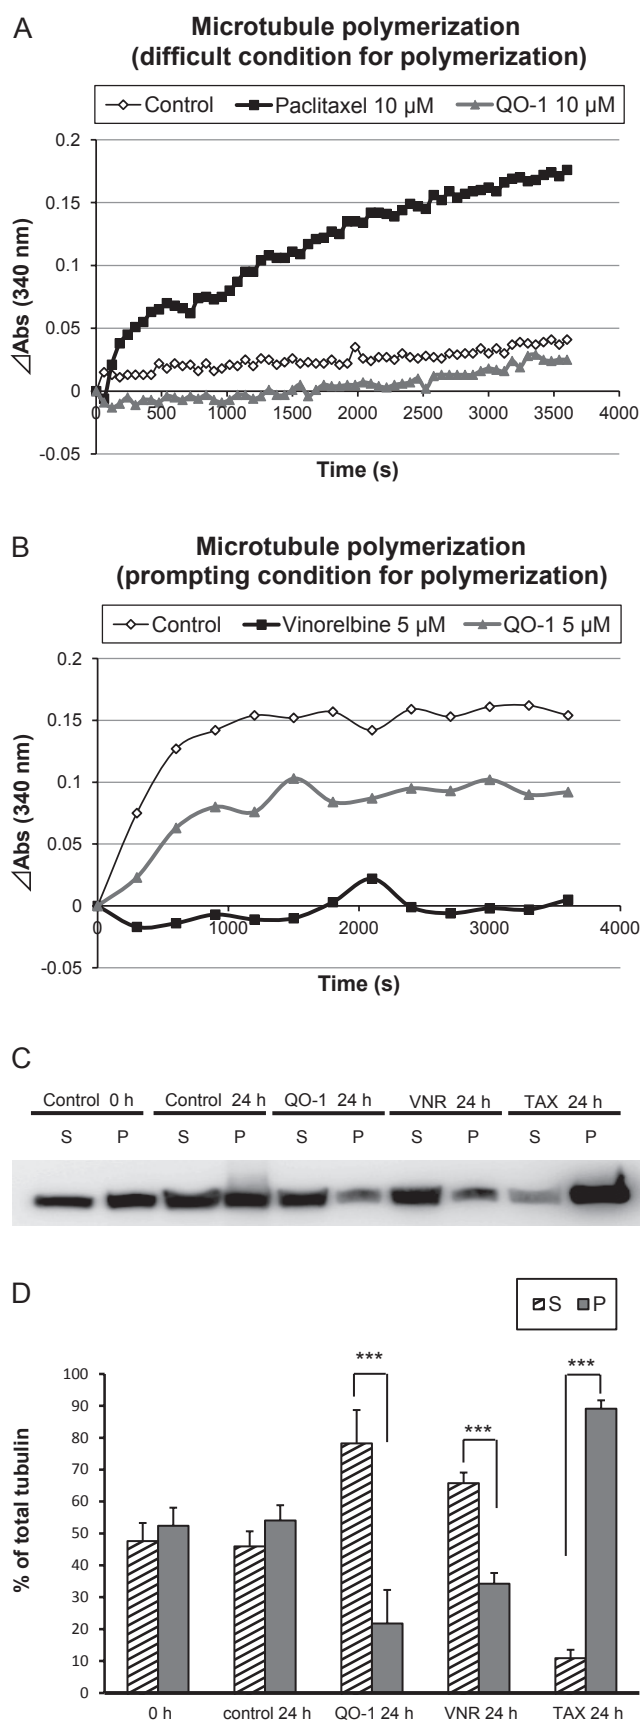 A
Microtubule polymerization
(difficult condition for polymerization)
Control Paclitaxel 10 µM QO-1 10 µM
0.2
0.15
0.1
0.05
0
-0.05
⊿Abs (340 nm)
0 500 1000 1500 2000 2500 3000 3500 4000
Time (s)
B
Microtubule polymerization
(prompting condition for polymerization)
Control Vinorelbine 5 µM QO-1 5 µM
0.2
0.15
0.1
0.05
0
-0.05
⊿Abs (340 nm)
0 1000 2000 3000 4000
Time (s)
C
Control 0 h Control 24 h QO-1 24 h VNR 24 h TAX 24 h
S P S P S P S P S P
D
S P
*** *** ***
100
90
80
70
60
50
40
30
20
10
0
% of total tubulin
0 h control 24 h QO-1 24 h VNR 24 h TAX 24 h